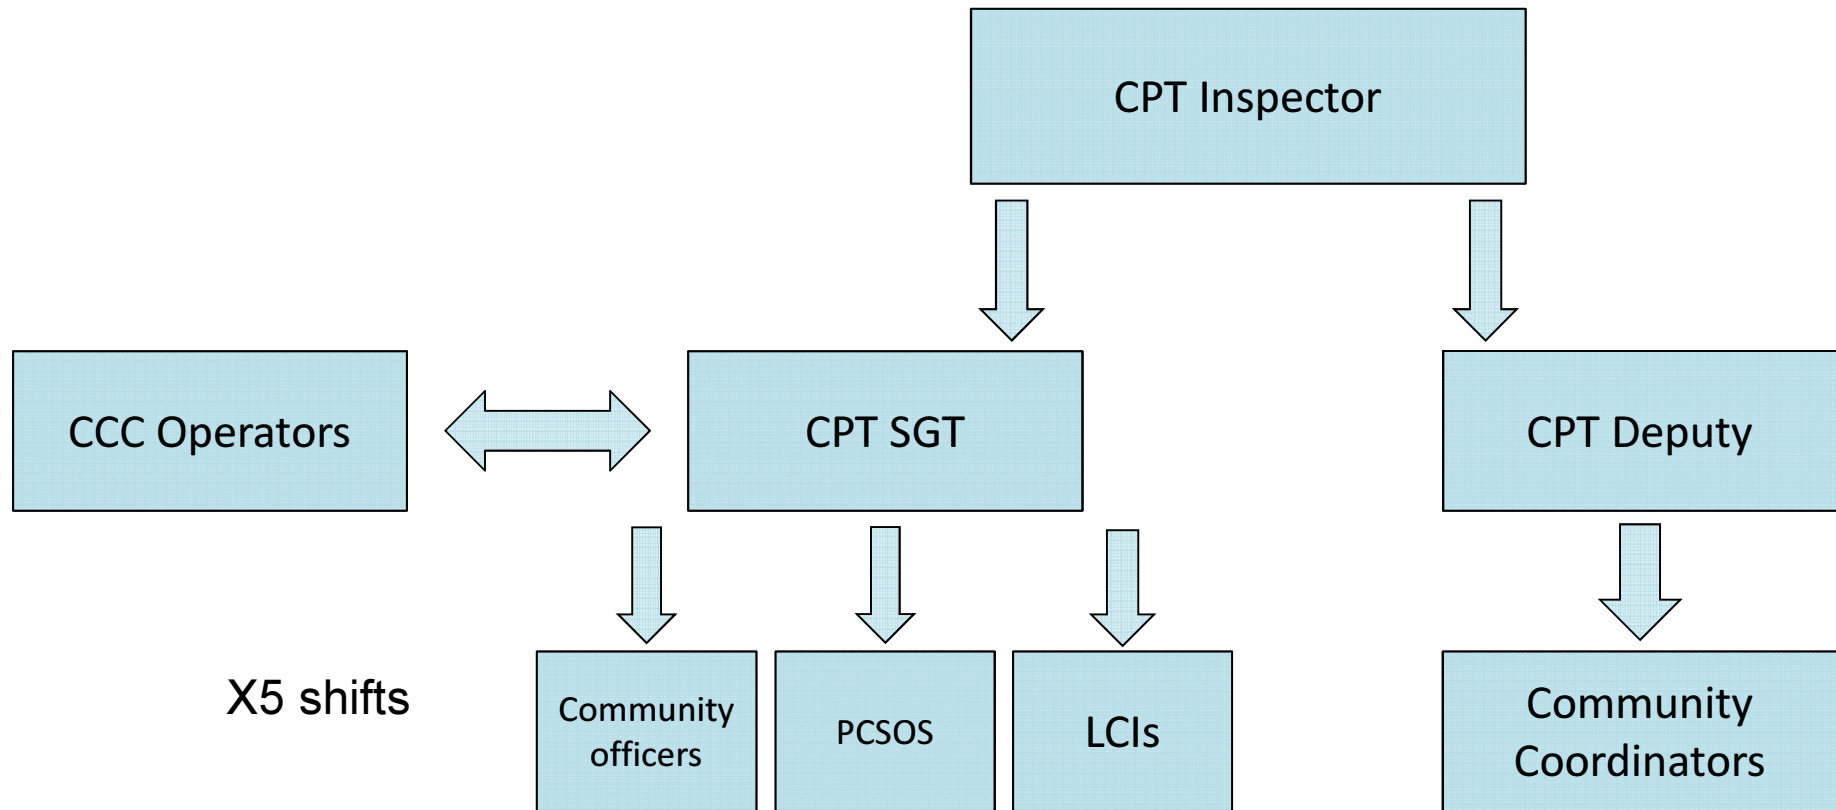 CPT Inspector
CCC Operators
CPT SGT
CPT Deputy
X5 shifts
Community
officers
PCSOS
LCIs
Community
Coordinators